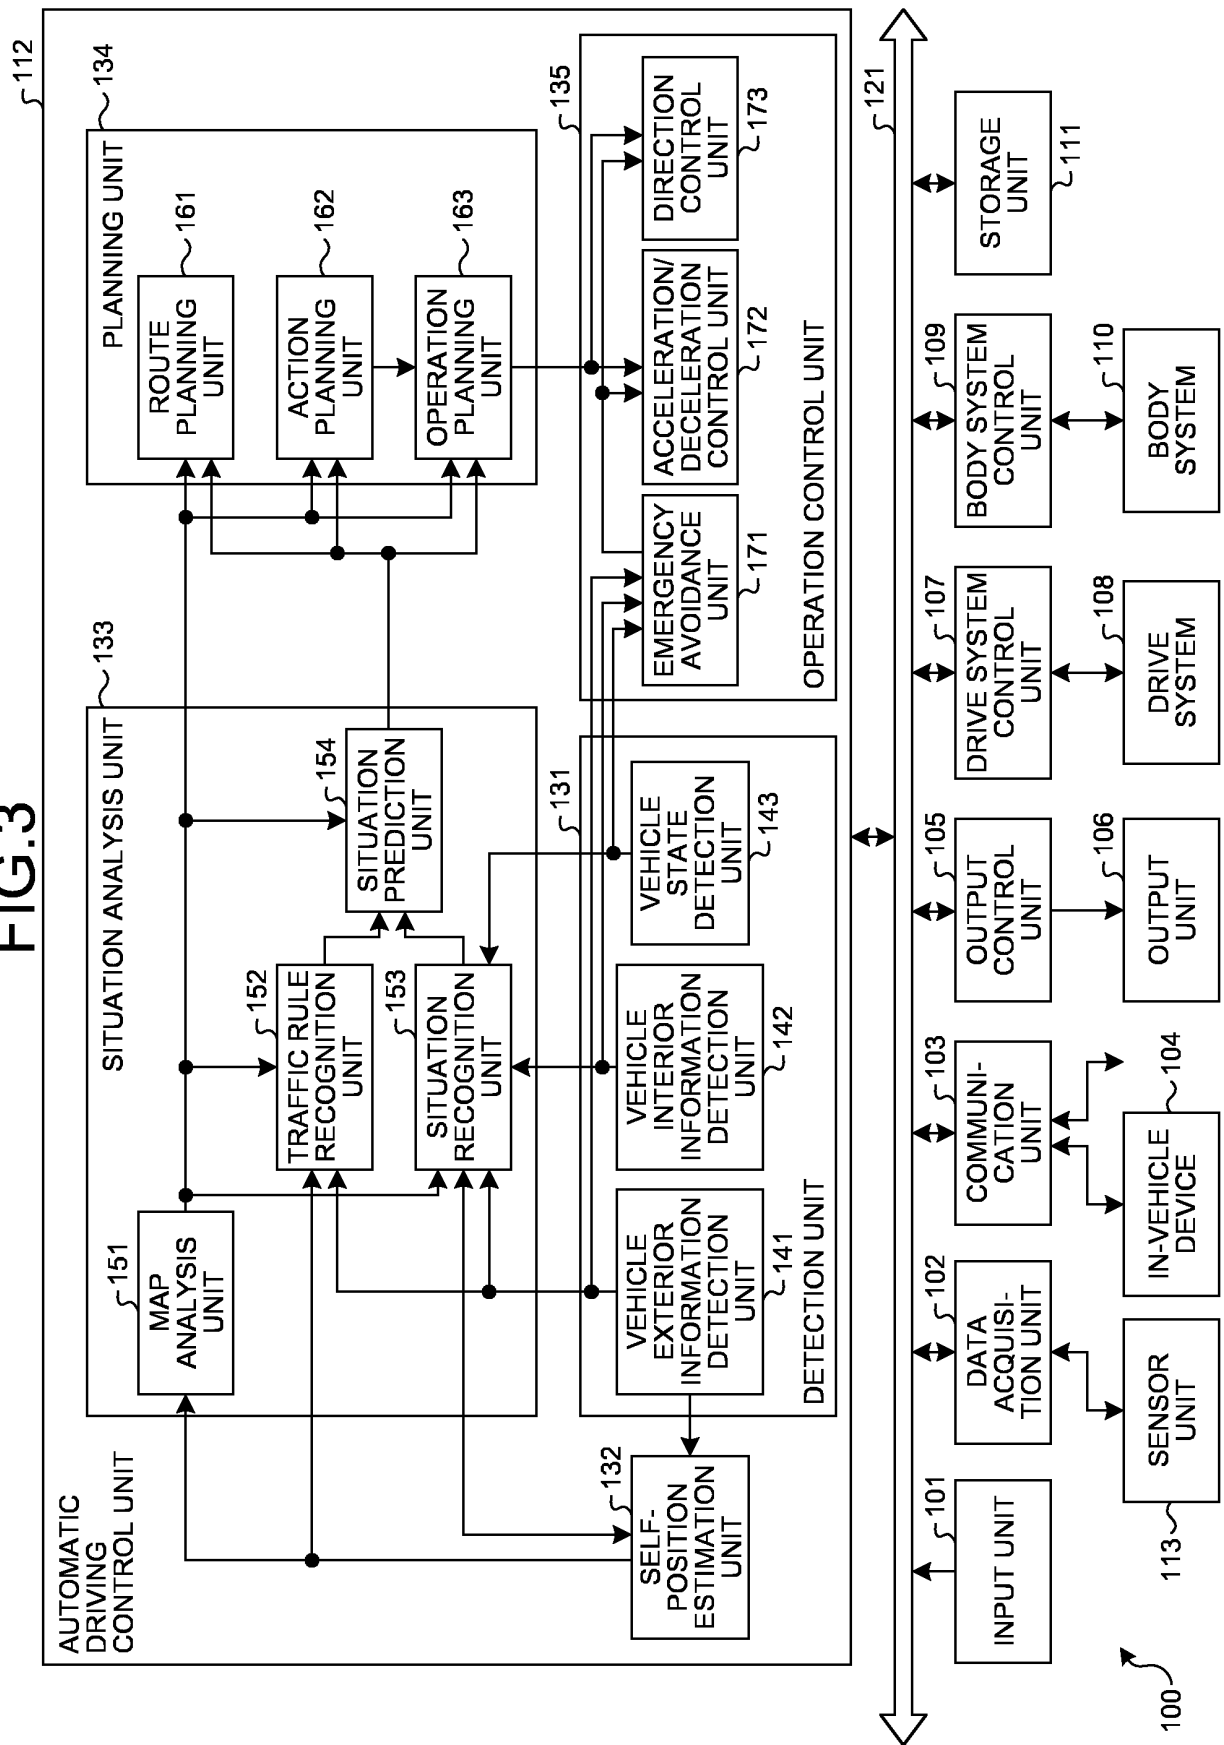 FIG.3
100
112
AUTOMATIC
DRIVING
CONTROL UNIT
SITUATION ANALYSIS UNIT
133
MAP
ANALYSIS
UNIT
151
TRAFFIC RULE
RECOGNITION
UNIT
152
SITUATION
RECOGNITION
UNIT
153
SITUATION
PREDICTION
UNIT
154
PLANNING UNIT
134
ROUTE
PLANNING
UNIT
161
ACTION
PLANNING
UNIT
162
OPERATION
PLANNING
UNIT
163
SELF-
POSITION
ESTIMATION
UNIT
132
131
VEHICLE
EXTERIOR
INFORMATION
DETECTION
UNIT
141
VEHICLE
INTERIOR
INFORMATION
DETECTION
UNIT
142
VEHICLE
STATE
DETECTION
UNIT
143
DETECTION UNIT
135
EMERGENCY
AVOIDANCE
UNIT
171
ACCELERATION/
DECELERATION
CONTROL UNIT
172
DIRECTION
CONTROL
UNIT
173
OPERATION CONTROL UNIT
121
INPUT UNIT
101
DATA
ACQUISI-
TION UNIT
102
COMMUNI-
CATION
UNIT
103
OUTPUT
CONTROL
UNIT
105
DRIVE SYSTEM
CONTROL
UNIT
107
BODY SYSTEM
CONTROL
UNIT
109
STORAGE
UNIT
111
SENSOR
UNIT
113
IN-VEHICLE
DEVICE
104
OUTPUT
UNIT
106
DRIVE
SYSTEM
108
BODY
SYSTEM
110